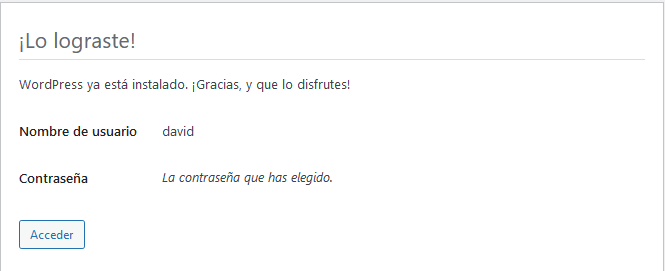 ¡Lo lograste!
WordPress ya está instalado. ¡Gracias, y que lo disfrutes!
Nombre de usuario david
Contraseña La contraseña que has elegido.
Acceder